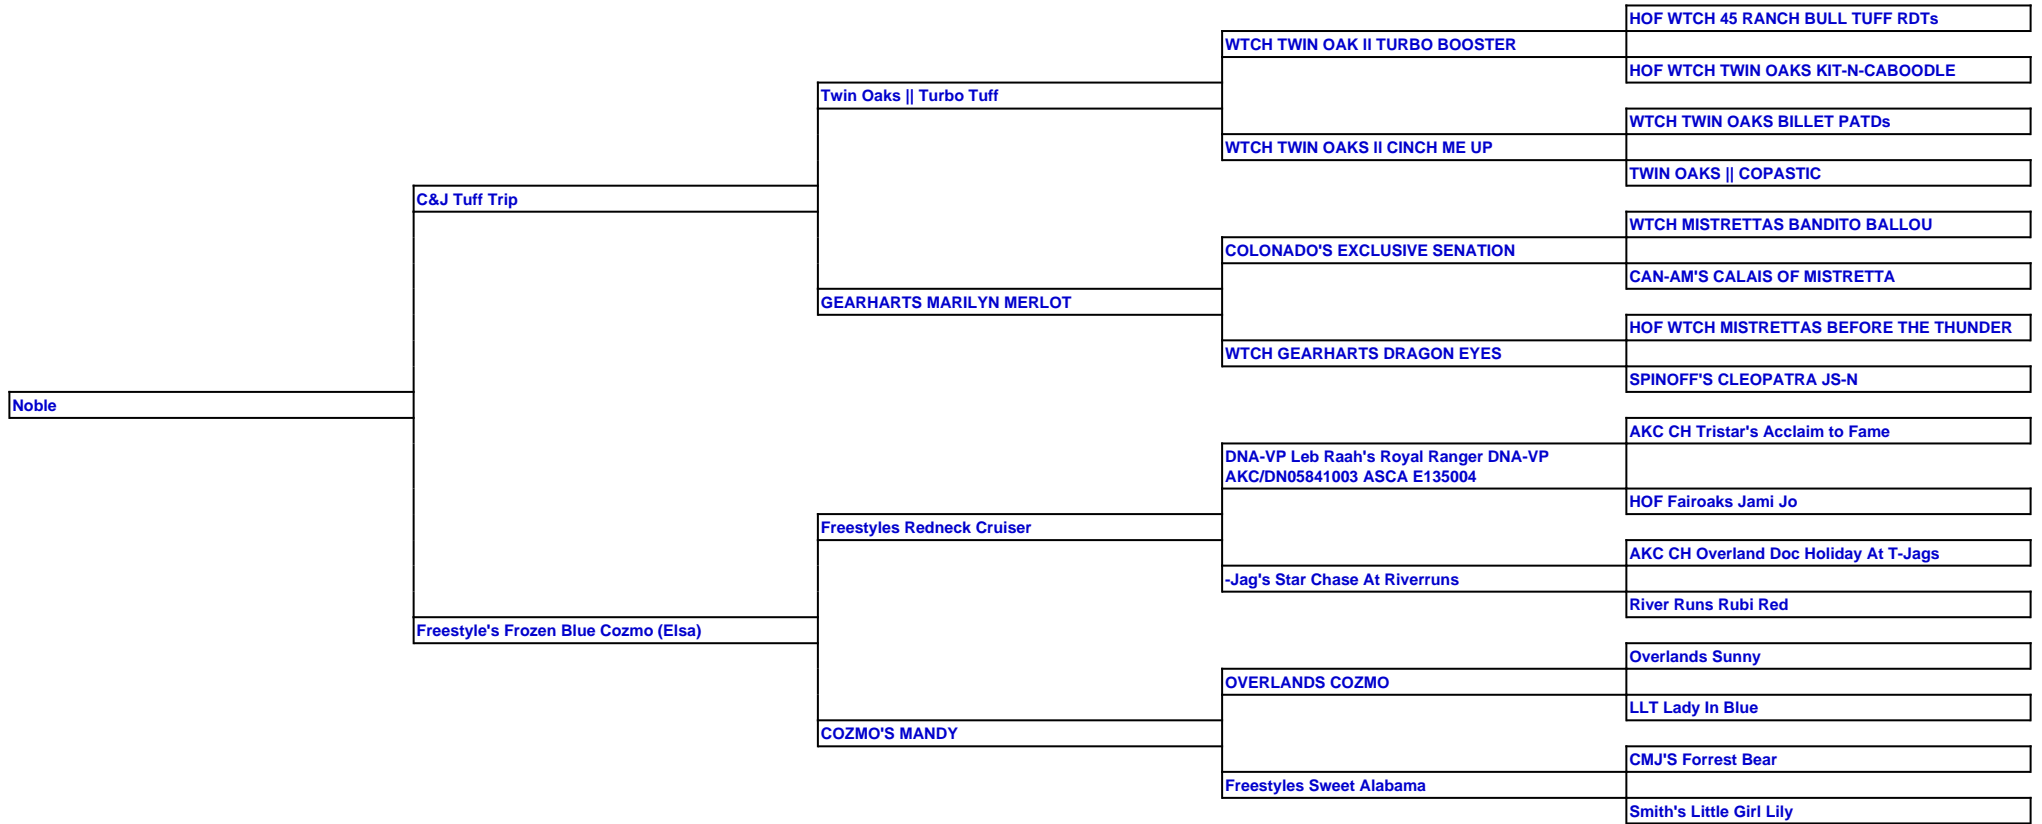 HOF WTCH 45 RANCH BULL TUFF RDTs
WTCH TWIN OAK II TURBO BOOSTER
HOF WTCH TWIN OAKS KIT-N-CABOODLE
Twin Oaks || Turbo Tuff
WTCH TWIN OAKS BILLET PATDs
WTCH TWIN OAKS II CINCH ME UP
TWIN OAKS || COPASTIC
C&J Tuff Trip
WTCH MISTRETTAS BANDITO BALLOU
COLONADO'S EXCLUSIVE SENATION
CAN-AM'S CALAIS OF MISTRETTA
GEARHARTS MARILYN MERLOT
HOF WTCH MISTRETTAS BEFORE THE THUNDER
WTCH GEARHARTS DRAGON EYES
SPINOFF'S CLEOPATRA JS-N
Noble
AKC CH Tristar's Acclaim to Fame
DNA-VP Leb Raah's Royal Ranger DNA-VP
AKC/DN05841003 ASCA E135004
HOF Fairoaks Jami Jo
Freestyles Redneck Cruiser
AKC CH Overland Doc Holiday At T-Jags
-Jag's Star Chase At Riverruns
River Runs Rubi Red
Freestyle's Frozen Blue Cozmo (Elsa)
Overlands Sunny
OVERLANDS COZMO
LLT Lady In Blue
COZMO'S MANDY
CMJ'S Forrest Bear
Freestyles Sweet Alabama
Smith's Little Girl Lily